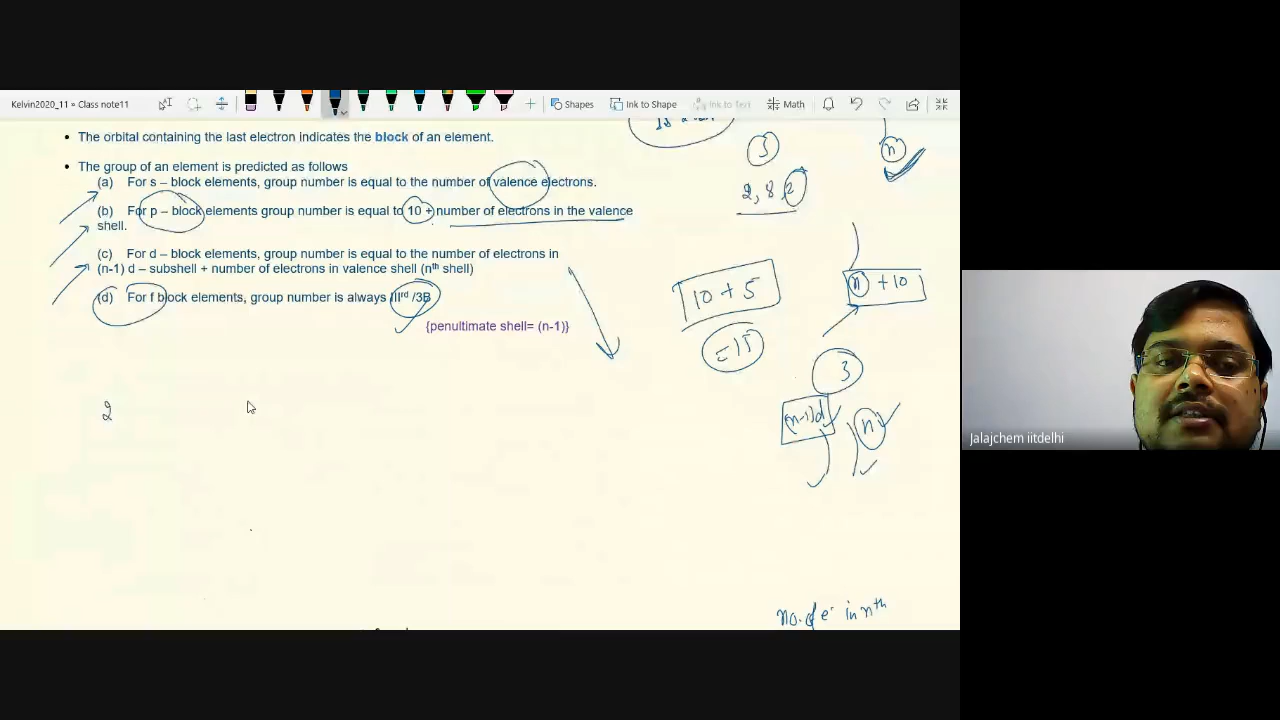 Kelvin2020_11 » Class note11
Shapes
Ink to Shape
Ink to Text
Math
• The orbital containing the last electron indicates the block of an element.
• The group of an element is predicted as follows
(a) For s – block elements, group number is equal to the number of valence electrons.
(b) For p – block elements group number is equal to 10 + number of electrons in the valence
shell.
(c) For d – block elements, group number is equal to the number of electrons in
(n-1) d – subshell + number of electrons in valence shell (nth shell)
(d) For f block elements, group number is always IIIrd /3B
{penultimate shell= (n-1)}
2
3
2, 8, 2
n
10 + 5
= 15
n + 10
3
(n-1)d
n
no. of e- in nth
Jalajchem iitdelhi